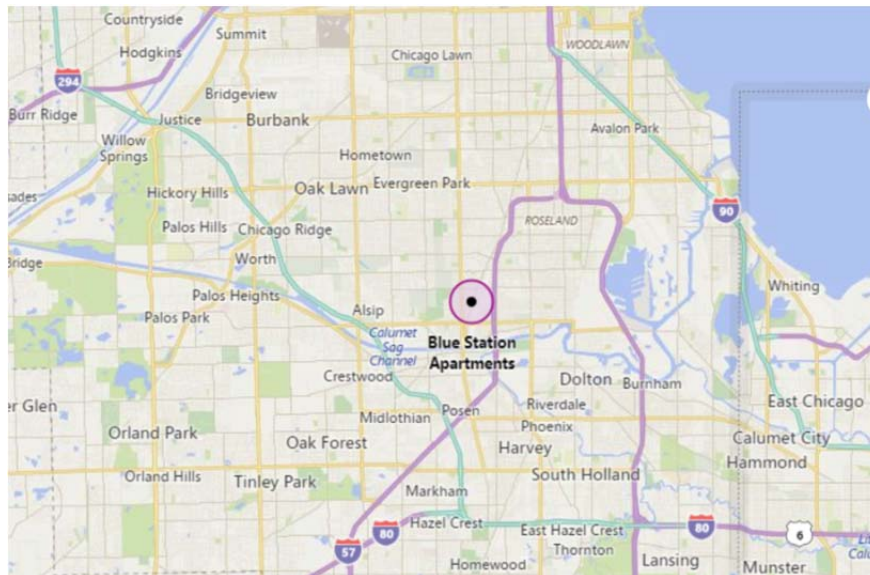 Countryside
Summit
WOODLAWN
Hodgkins
Chicago Lawn
294
Bridgeview
Burr Ridge
Justice
Burbank
Avalon Park
Willow
Springs
Hometown
Hickory Hills
Oak Lawn
Evergreen Park
90
Palos Hills
Chicago Ridge
ROSELAND
Worth
Bridge
Whiting
Palos Heights
Palos Park
Alsip
Calumet
Sag
Channel
Blue Station
Apartments
Crestwood
Dolton
Burnham
er Glen
Midlothian
Posen
Riverdale
East Chicago
Orland Park
Phoenix
Oak Forest
Harvey
Calumet City
Hammond
Orland Hills
Tinley Park
South Holland
Markham
Hazel Crest
East Hazel Crest
80
80
6
57
Thornton
Homewood
Lansing
Munster